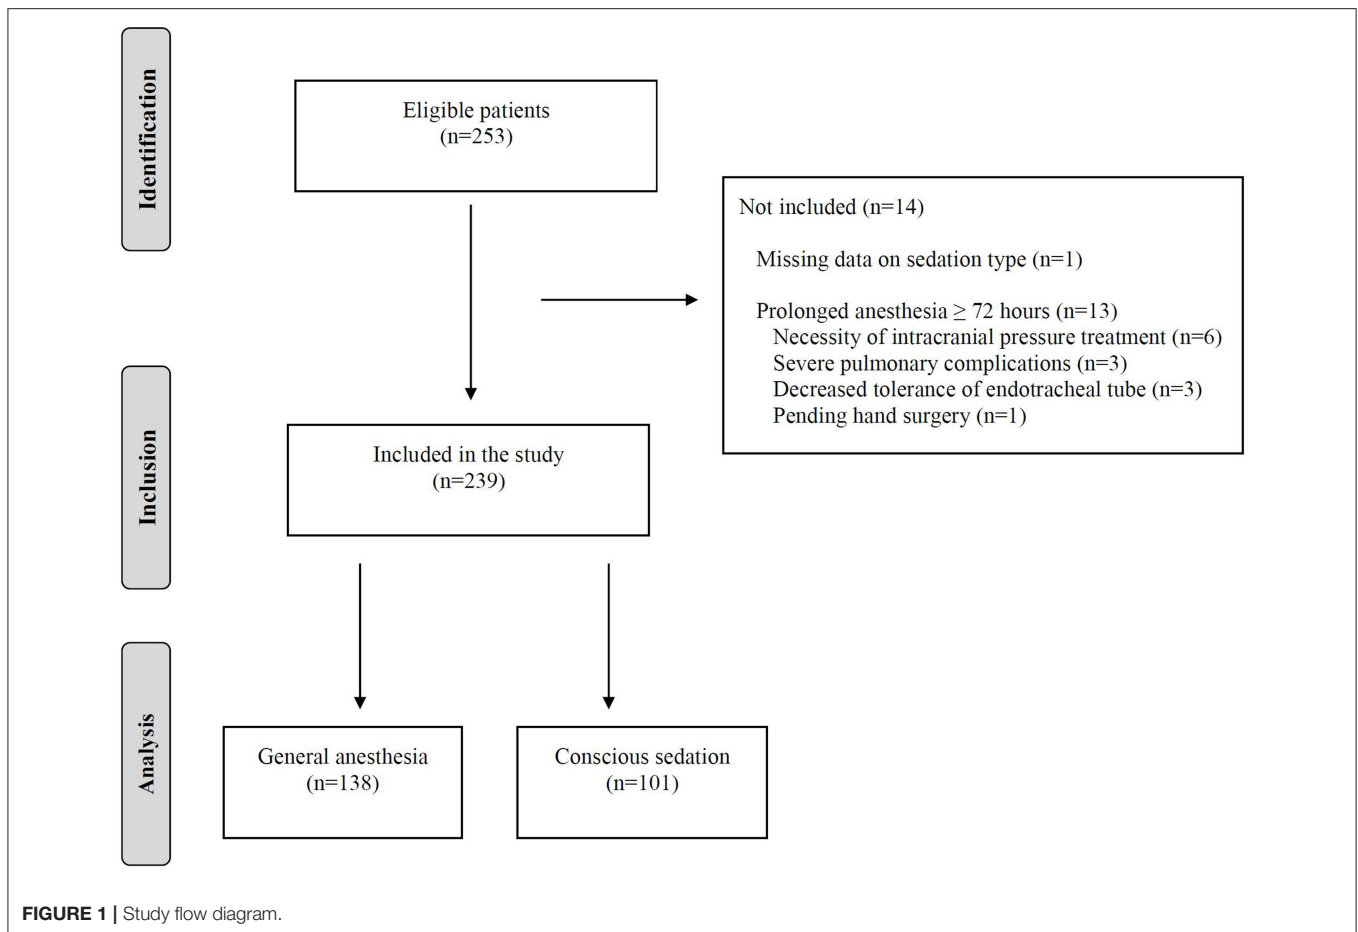 Identification
Eligible patients
(n=253)
Not included (n=14)
Missing data on sedation type (n=1)
Prolonged anesthesia ≥ 72 hours (n=13)
Necessity of intracranial pressure treatment (n=6)
Severe pulmonary complications (n=3)
Decreased tolerance of endotracheal tube (n=3)
Pending hand surgery (n=1)
Inclusion
Included in the study
(n=239)
Analysis
General anesthesia
(n=138)
Conscious sedation
(n=101)
FIGURE 1 | Study flow diagram.